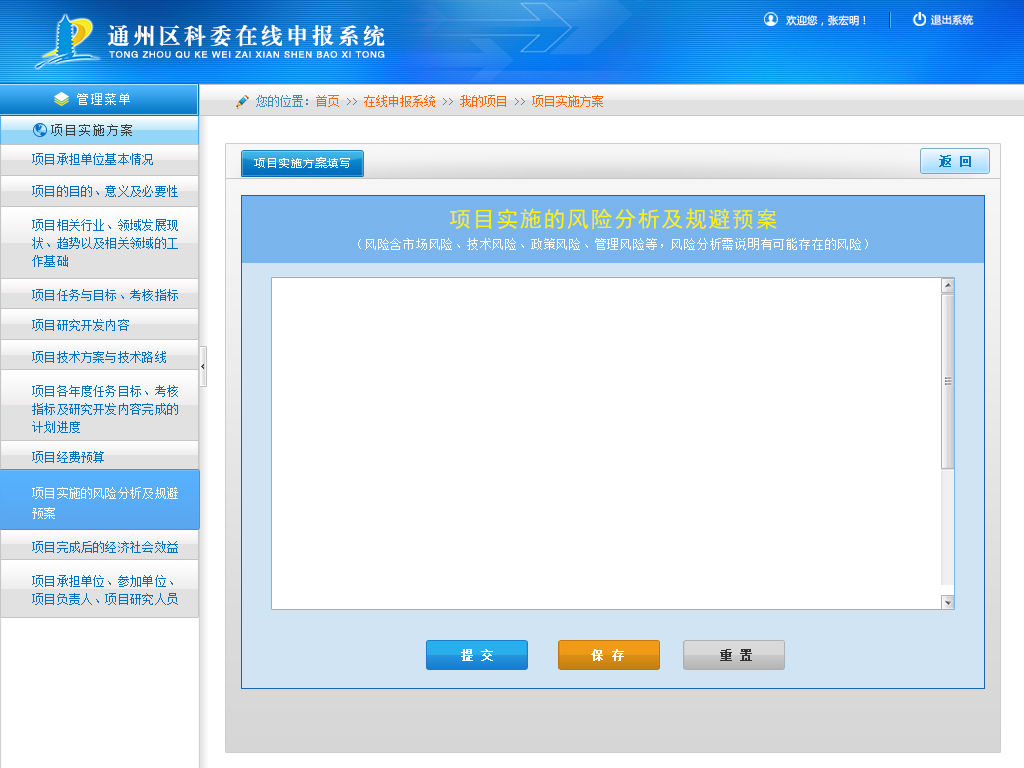 通州区科委在线申报系统
TONG ZHOU QU KE WEI ZAI XIAN SHEN BAO XI TONG
欢迎您，张宏明！
退出系统
管理菜单
您的位置：首页 >> 在线申报系统 >> 我的项目 >> 项目实施方案
项目实施方案
项目承担单位基本情况
项目的目的、意义及必要性
项目相关行业、领域发展现
状、趋势以及相关领域的工
作基础
项目任务与目标、考核指标
项目研究开发内容
项目技术方案与技术路线
项目各年度任务目标、考核
指标及研究开发内容完成的
计划进度
项目经费预算
项目实施的风险分析及规避
预案
项目完成后的经济社会效益
项目承担单位、参加单位、
项目负责人、项目研究人员
项目实施方案填写
返 回
项目实施的风险分析及规避预案
（风险含市场风险、技术风险、政策风险、管理风险等，风险分析需说明有可能存在的风险）
提 交
保 存
重 置